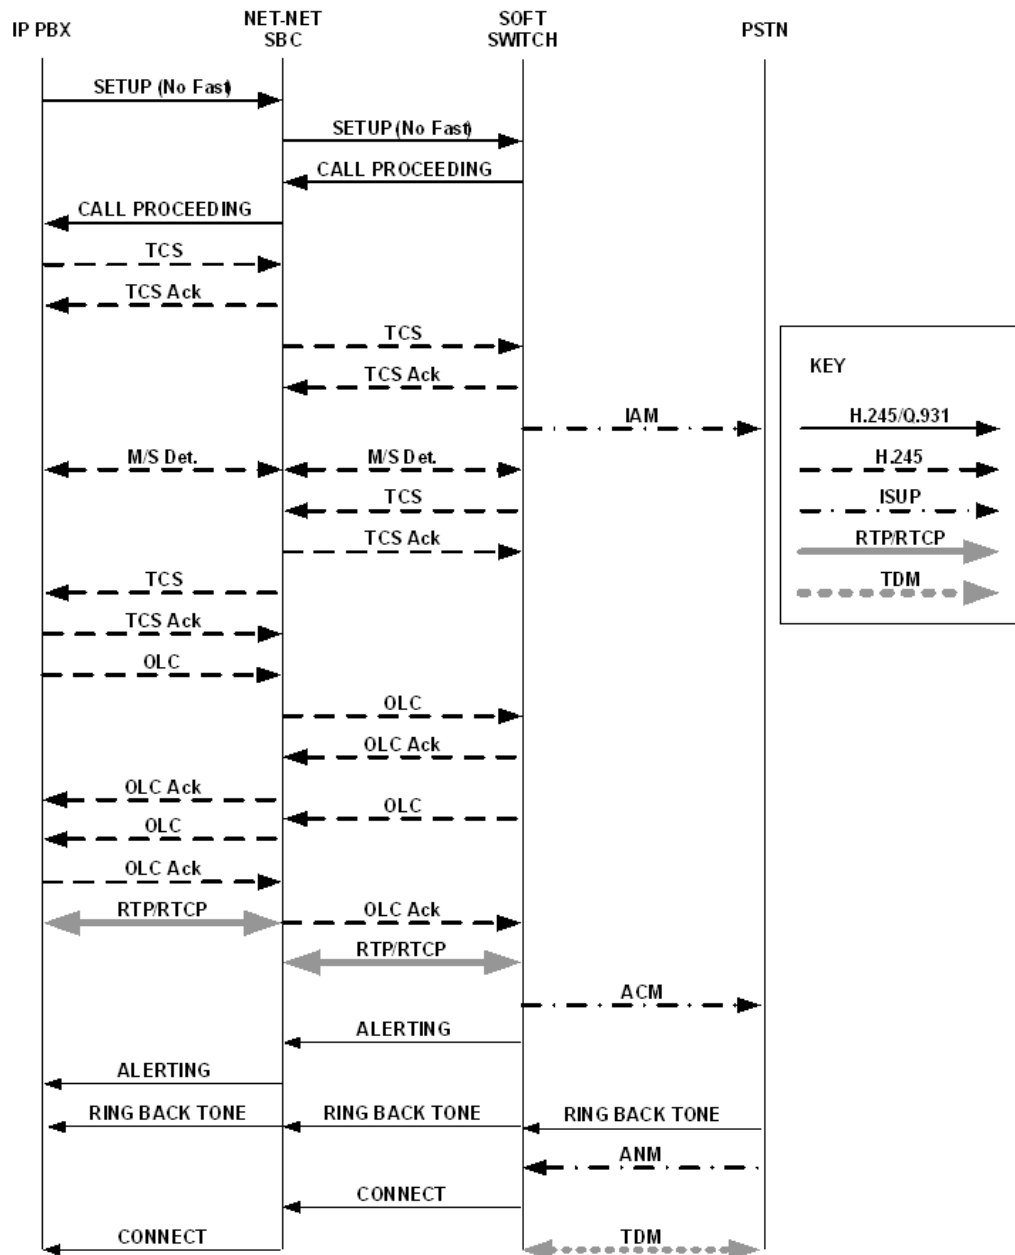 IP PBX
NET-NET
SBC
SOFT
SWITCH
PSTN
SETUP (No Fast)
SETUP (No Fast)
CALL PROCEEDING
CALL PROCEEDING
TCS
TCS Ack
TCS
TCS Ack
IAM
M/S Det.
M/S Det.
TCS
TCS Ack
TCS
TCS Ack
OLC
OLC
OLC Ack
OLC Ack
OLC
OLC
OLC Ack
RTP/RTCP
OLC Ack
RTP/RTCP
ACM
ALERTING
ALERTING
RING BACK TONE
RING BACK TONE
RING BACK TONE
ANM
CONNECT
CONNECT
TDM
KEY
H.245/Q.931
H.245
ISUP
RTP/RTCP
TDM